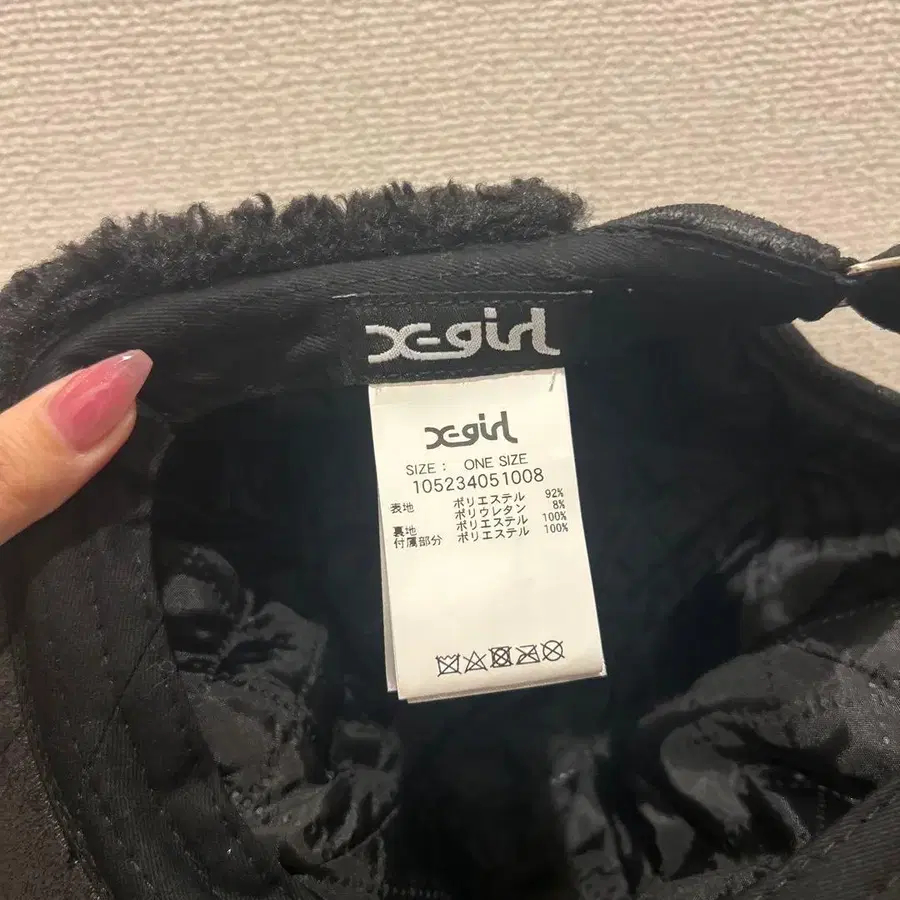 X-girl
X-girl
SIZE： ONE SIZE
105234051008
表地 ポリエステル 92%
ポリウレタン 8%
裏地 ポリエステル 100%
付属部分 ポリエステル 100%